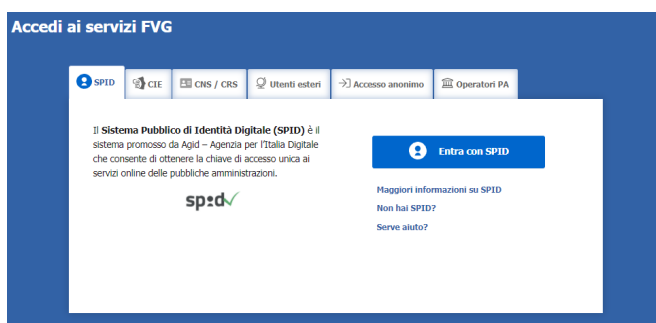 Accedi ai servizi FVG
SPID
CIE
CNS / CRS
Utenti esteri
Accesso anonimo
Operatori PA
Il Sistema Pubblico di Identità Digitale (SPID) è il
sistema promosso da Agid – Agenzia per l'Italia Digitale
che consente di ottenere la chiave di accesso unica ai
servizi online delle pubbliche amministrazioni.
spid
Entra con SPID
Maggiori informazioni su SPID
Non hai SPID?
Serve aiuto?